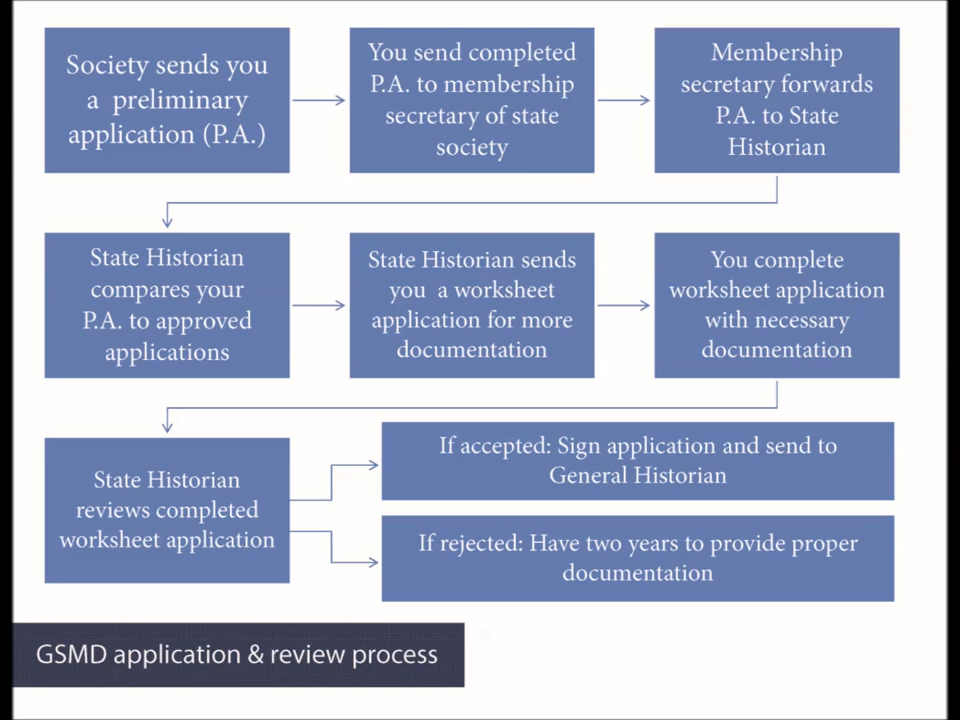 Society sends you
a preliminary
application (P.A.)
You send completed
P.A. to membership
secretary of state
society
Membership
secretary forwards
P.A. to State
Historian
State Historian
compares your
P.A. to approved
applications
State Historian sends
you a worksheet
application for more
documentation
You complete
worksheet application
with necessary
documentation
State Historian
reviews completed
worksheet application
If accepted: Sign application and send to
General Historian
If rejected: Have two years to provide proper
documentation
GSMD application & review process